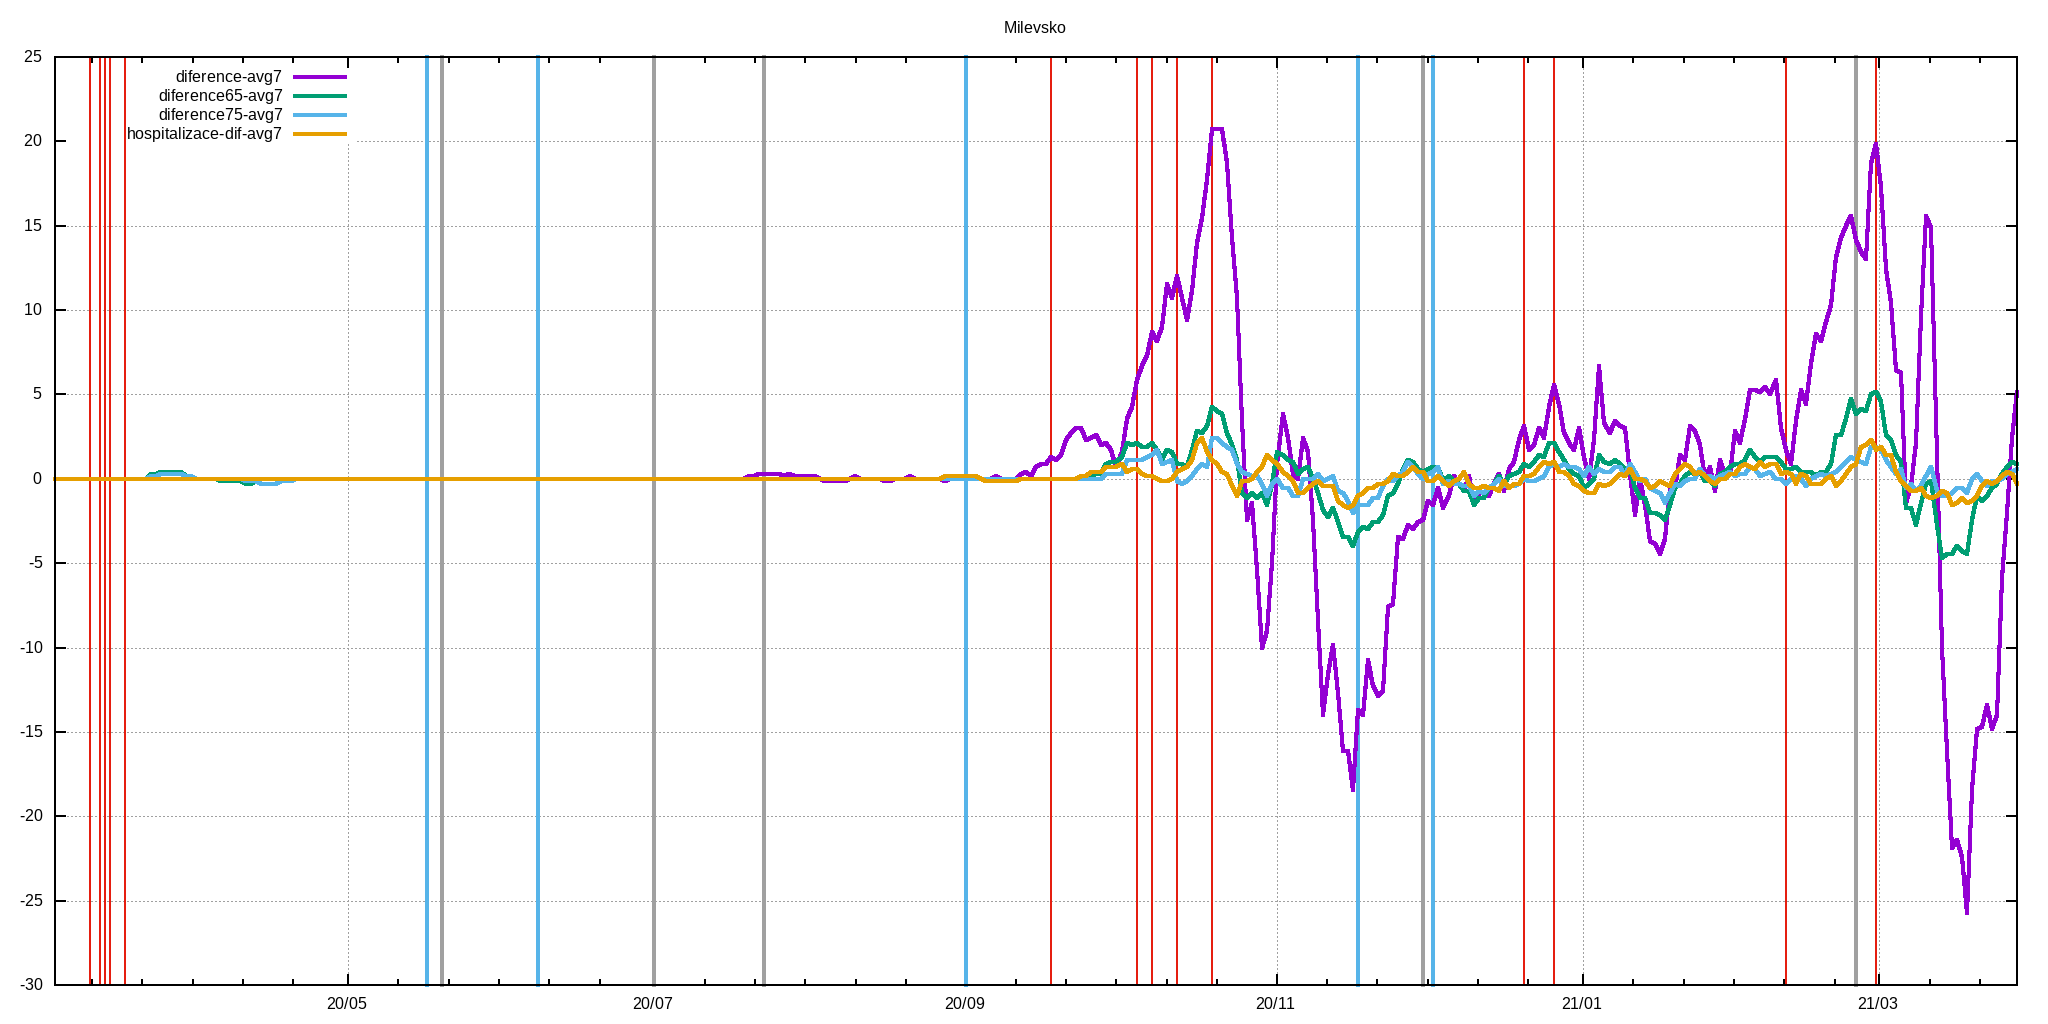 Milevsko
25
diference-avg7
diference65-avg7
diference75-avg7
hospitalizace-dif-avg7
20
15
10
5
0
-5
-10
-15
-20
-25
-30
20/05 20/07 20/09 20/11 21/01 21/03